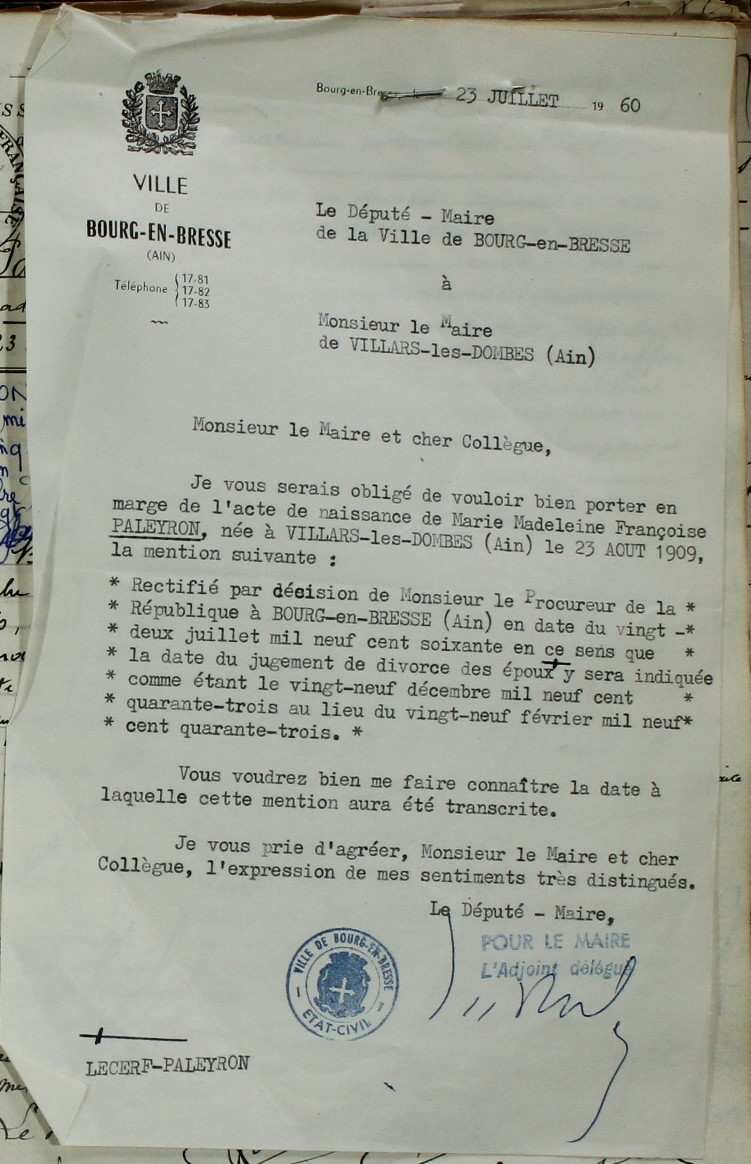 Bourg-en-Bresse, 23 JUILLET 19 60
VILLE
DE
BOURG-EN-BRESSE
(AIN)
Téléphone { 17-81
17-82
17-83
Le Député - Maire
de la Ville de BOURG-en-BRESSE
à
Monsieur le Maire
de VILLARS-les-DOMBES (Ain)
Monsieur le Maire et cher Collègue,
Je vous serais obligé de vouloir bien porter en
marge de l'acte de naissance de Marie Madeleine Françoise
PALEYRON, née à VILLARS-les-DOMBES (Ain) le 23 AOUT 1909,
la mention suivante :
* Rectifié par décision de Monsieur le Procureur de la *
* République à BOURG-en-BRESSE (Ain) en date du vingt -*
* deux juillet mil neuf cent soixante en ce sens que *
* la date du jugement de divorce des époux y sera indiquée
* comme étant le vingt-neuf décembre mil neuf cent *
* quarante-trois au lieu du vingt-neuf février mil neuf*
* cent quarante-trois. *
Vous voudrez bien me faire connaître la date à
laquelle cette mention aura été transcrite.
Je vous prie d'agréer, Monsieur le Maire et cher
Collègue, l'expression de mes sentiments très distingués.
Le Député - Maire,
POUR LE MAIRE
L'Adjoint délégué
VILLE DE BOURG-EN-BRESSE
ETAT-CIVIL
LECERF-PALEYRON